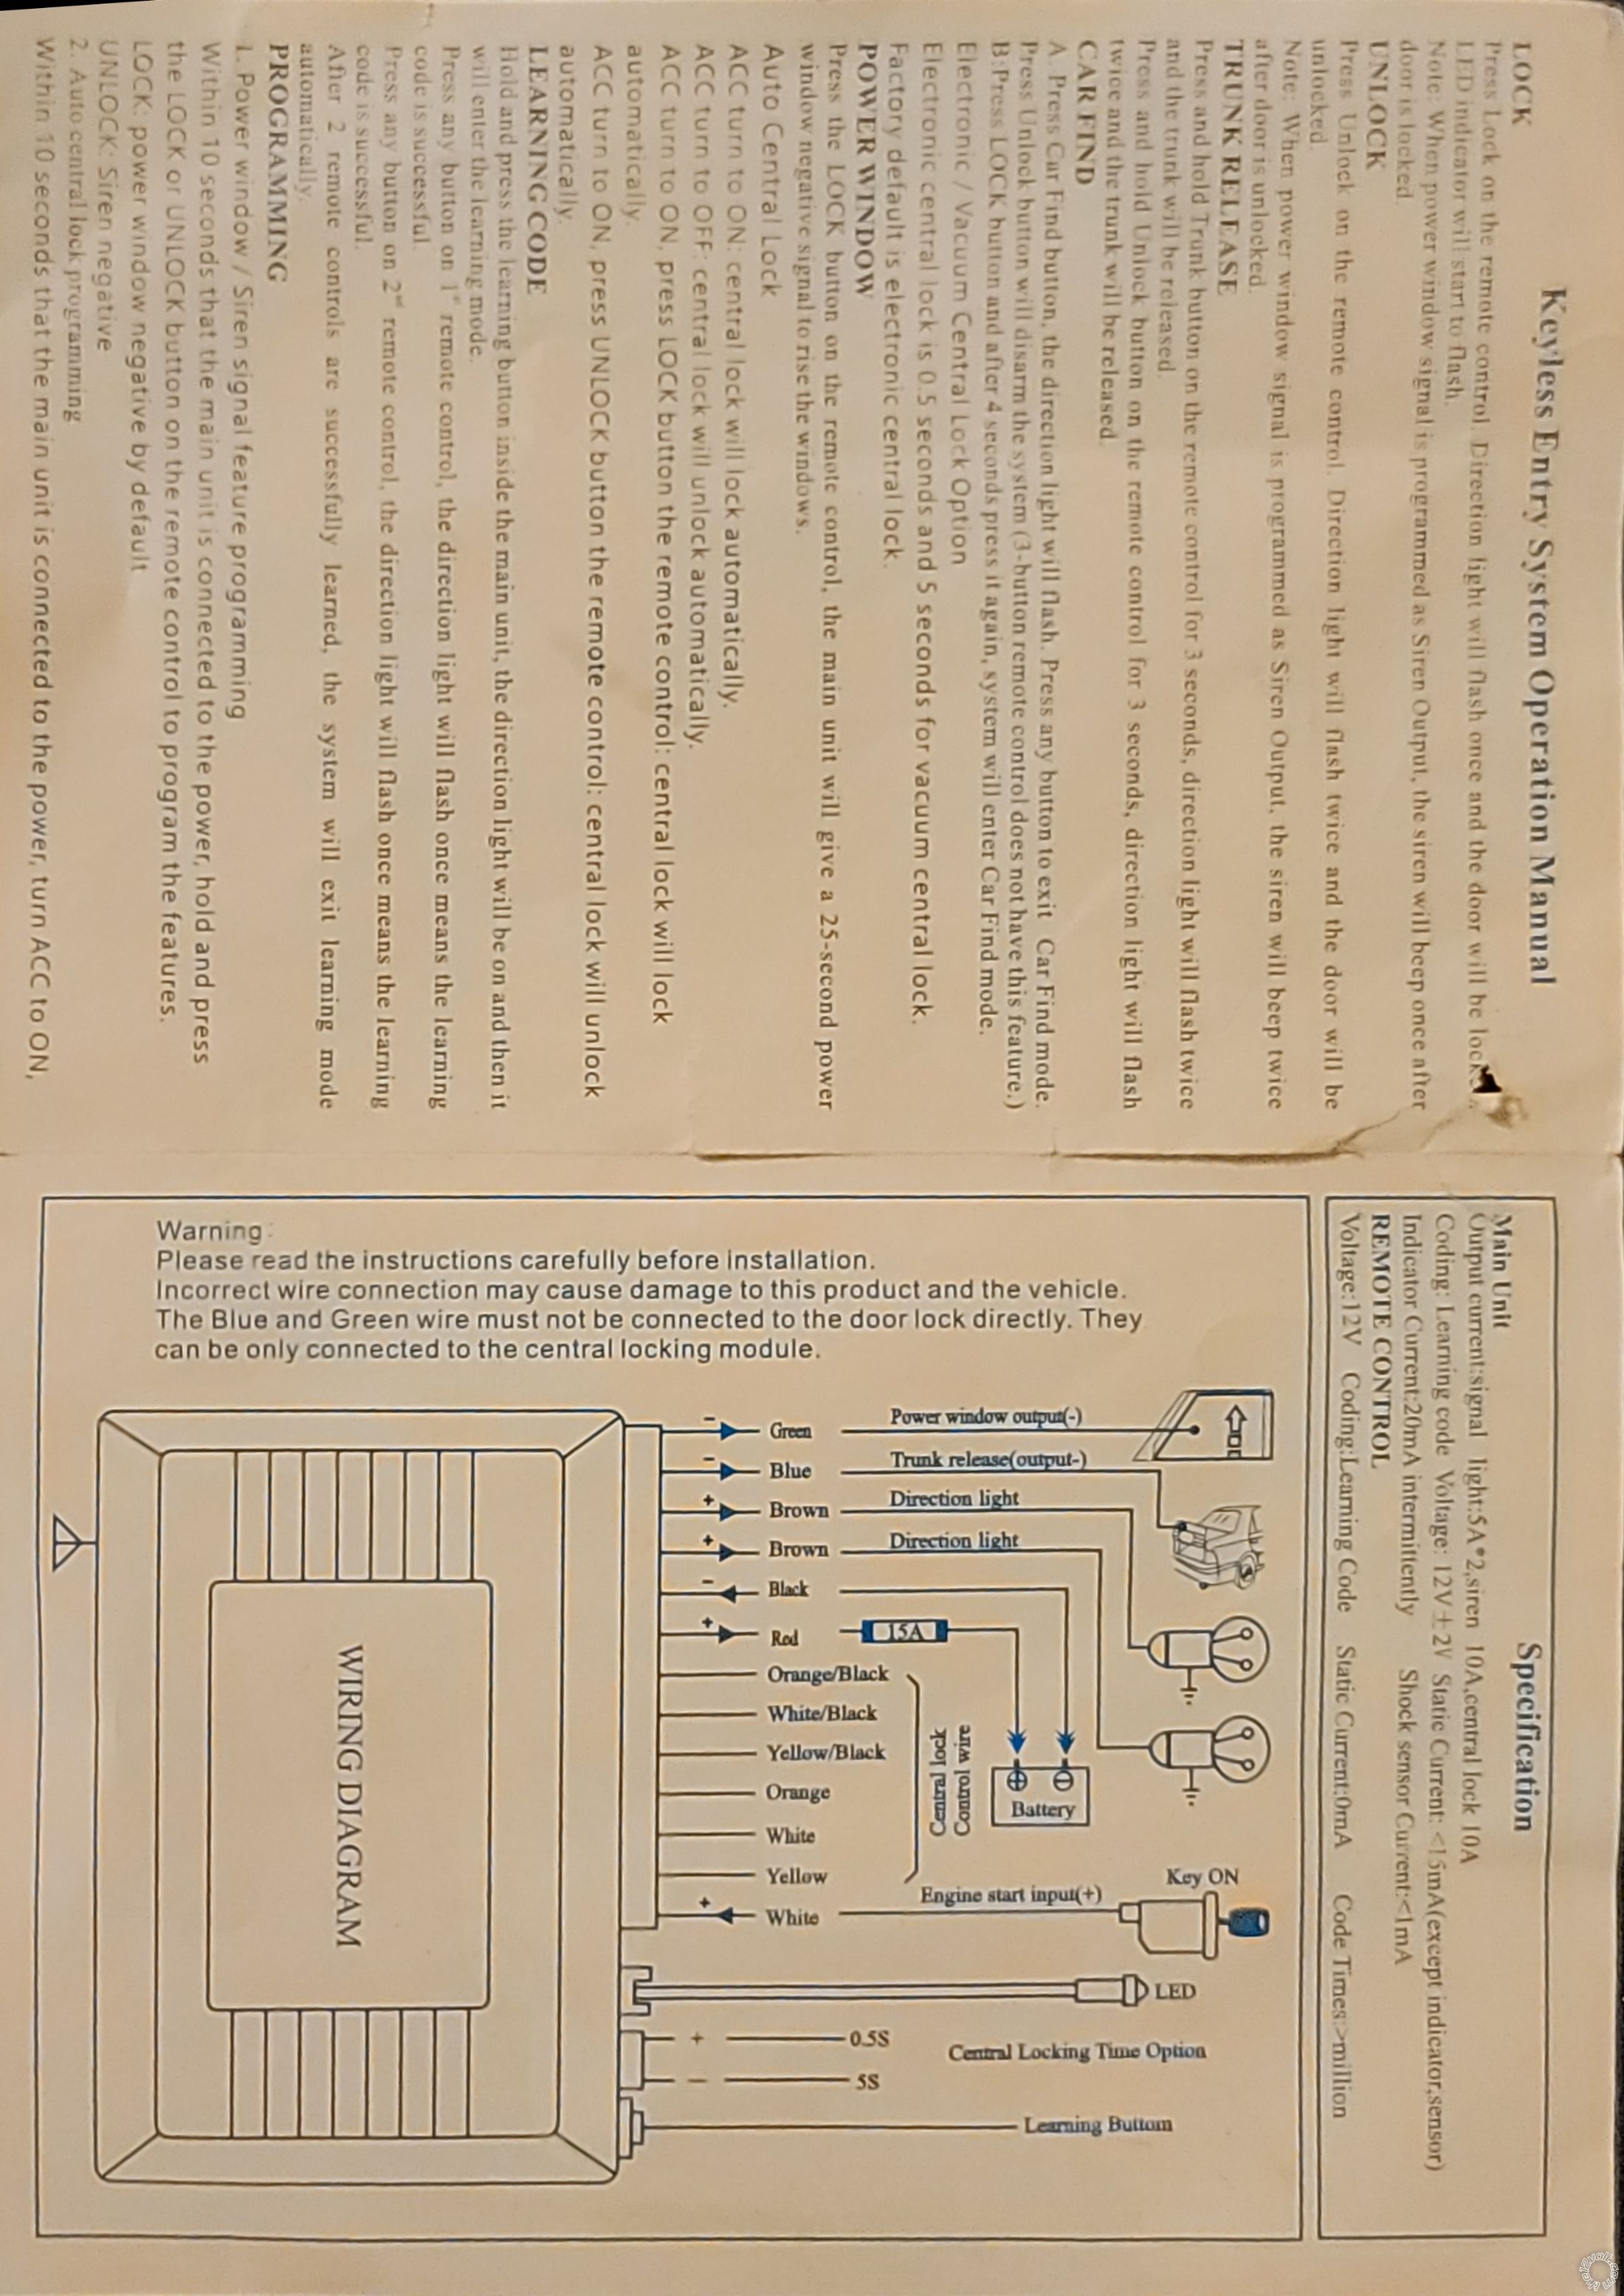 Keyless Entry System Operation Manual
LOCK
Press Lock on the remote control. Direction light will flash once and the door will be
LED indicator will start to flash.
Note: When power window signal is programmed as Siren Output, the siren will beep once after
door is locked.
UNLOCK
Press Unlock on the remote control. Direction light will flash twice and the door will be
unlocked.
Note: When power window signal is programmed as Siren Output, the siren will beep twice
after door is unlocked.
TRUNK RELEASE
Press and hold Trunk button on the remote control for 3 seconds, direction light will flash twice
and the trunk will be released.
Press and hold Unlock button on the remote control for 3 seconds, direction light will flash
twice and the trunk will be released.
CAR FIND
A. Press Car Find button, the direction light will flash. Press any button to exit Car Find mode.
Press Unlock button will disarm the system (3-button remote control does not have this feature.)
B:Press LOCK button and after 4 seconds press it again, system will enter Car Find mode.
Electronic / Vacuum Central Lock Option
Electronic central lock is 0.5 seconds and 5 seconds for vacuum central lock.
Factory default is electronic central lock.
POWER WINDOW
Press the LOCK button on the remote control, the main unit will give a 25-second power
window negative signal to rise the windows.
Auto Central Lock
ACC turn to ON: central lock will lock automatically.
ACC turn to OFF: central lock will unlock automatically.
ACC turn to ON, press LOCK button the remote control: central lock will lock
automatically.
ACC turn to ON, press UNLOCK button the remote control: central lock will unlock
automatically.
LEARNING CODE
Hold and press the learning button inside the main unit, the direction light will be on and then it
will enter the learning mode.
Press any button on 1st remote control, the direction light will flash once means the learning
code is successful.
Press any button on 2nd remote control, the direction light will flash once means the learning
code is successful.
After 2 remote controls are successfully learned, the system will exit learning mode
automatically.
PROGRAMMING
1. Power window / Siren signal feature programming
Within 10 seconds that the main unit is connected to the power, hold and press
the LOCK or UNLOCK button on the remote control to program the features.
LOCK: power window negative by default
UNLOCK: Siren negative
2. Auto central lock programming
Within 10 seconds that the main unit is connected to the power, turn ACC to ON,
Specification
Main Unit
Output current:signal light:5A*2,siren 10A,central lock 10A
Coding: Learning code Voltage: 12V±2V Static Current: <15mA(except indicator,sensor)
Indicator Current:20mA intermittently Shock sensor Current:<1mA
REMOTE CONTROL
Voltage:12V Coding:Learning Code Static Current:0mA Code Times:>million
Warning:
Please read the instructions carefully before installation.
Incorrect wire connection may cause damage to this product and the vehicle.
The Blue and Green wire must not be connected to the door lock directly. They
can be only connected to the central locking module.
- Green Power window output(-)
- Blue Trunk release(output-)
+ Brown Direction light
+ Brown Direction light
- Black
+ Red 15A
Orange/Black
White/Black
Yellow/Black
Orange
White
Yellow
Central lock
Control wire
Battery
+ White Engine start input(+)
Key ON
LED
+ 0.5S
- 5S
Central Locking Time Option
Learning Buttom
WIRING DIAGRAM
the12volt.com